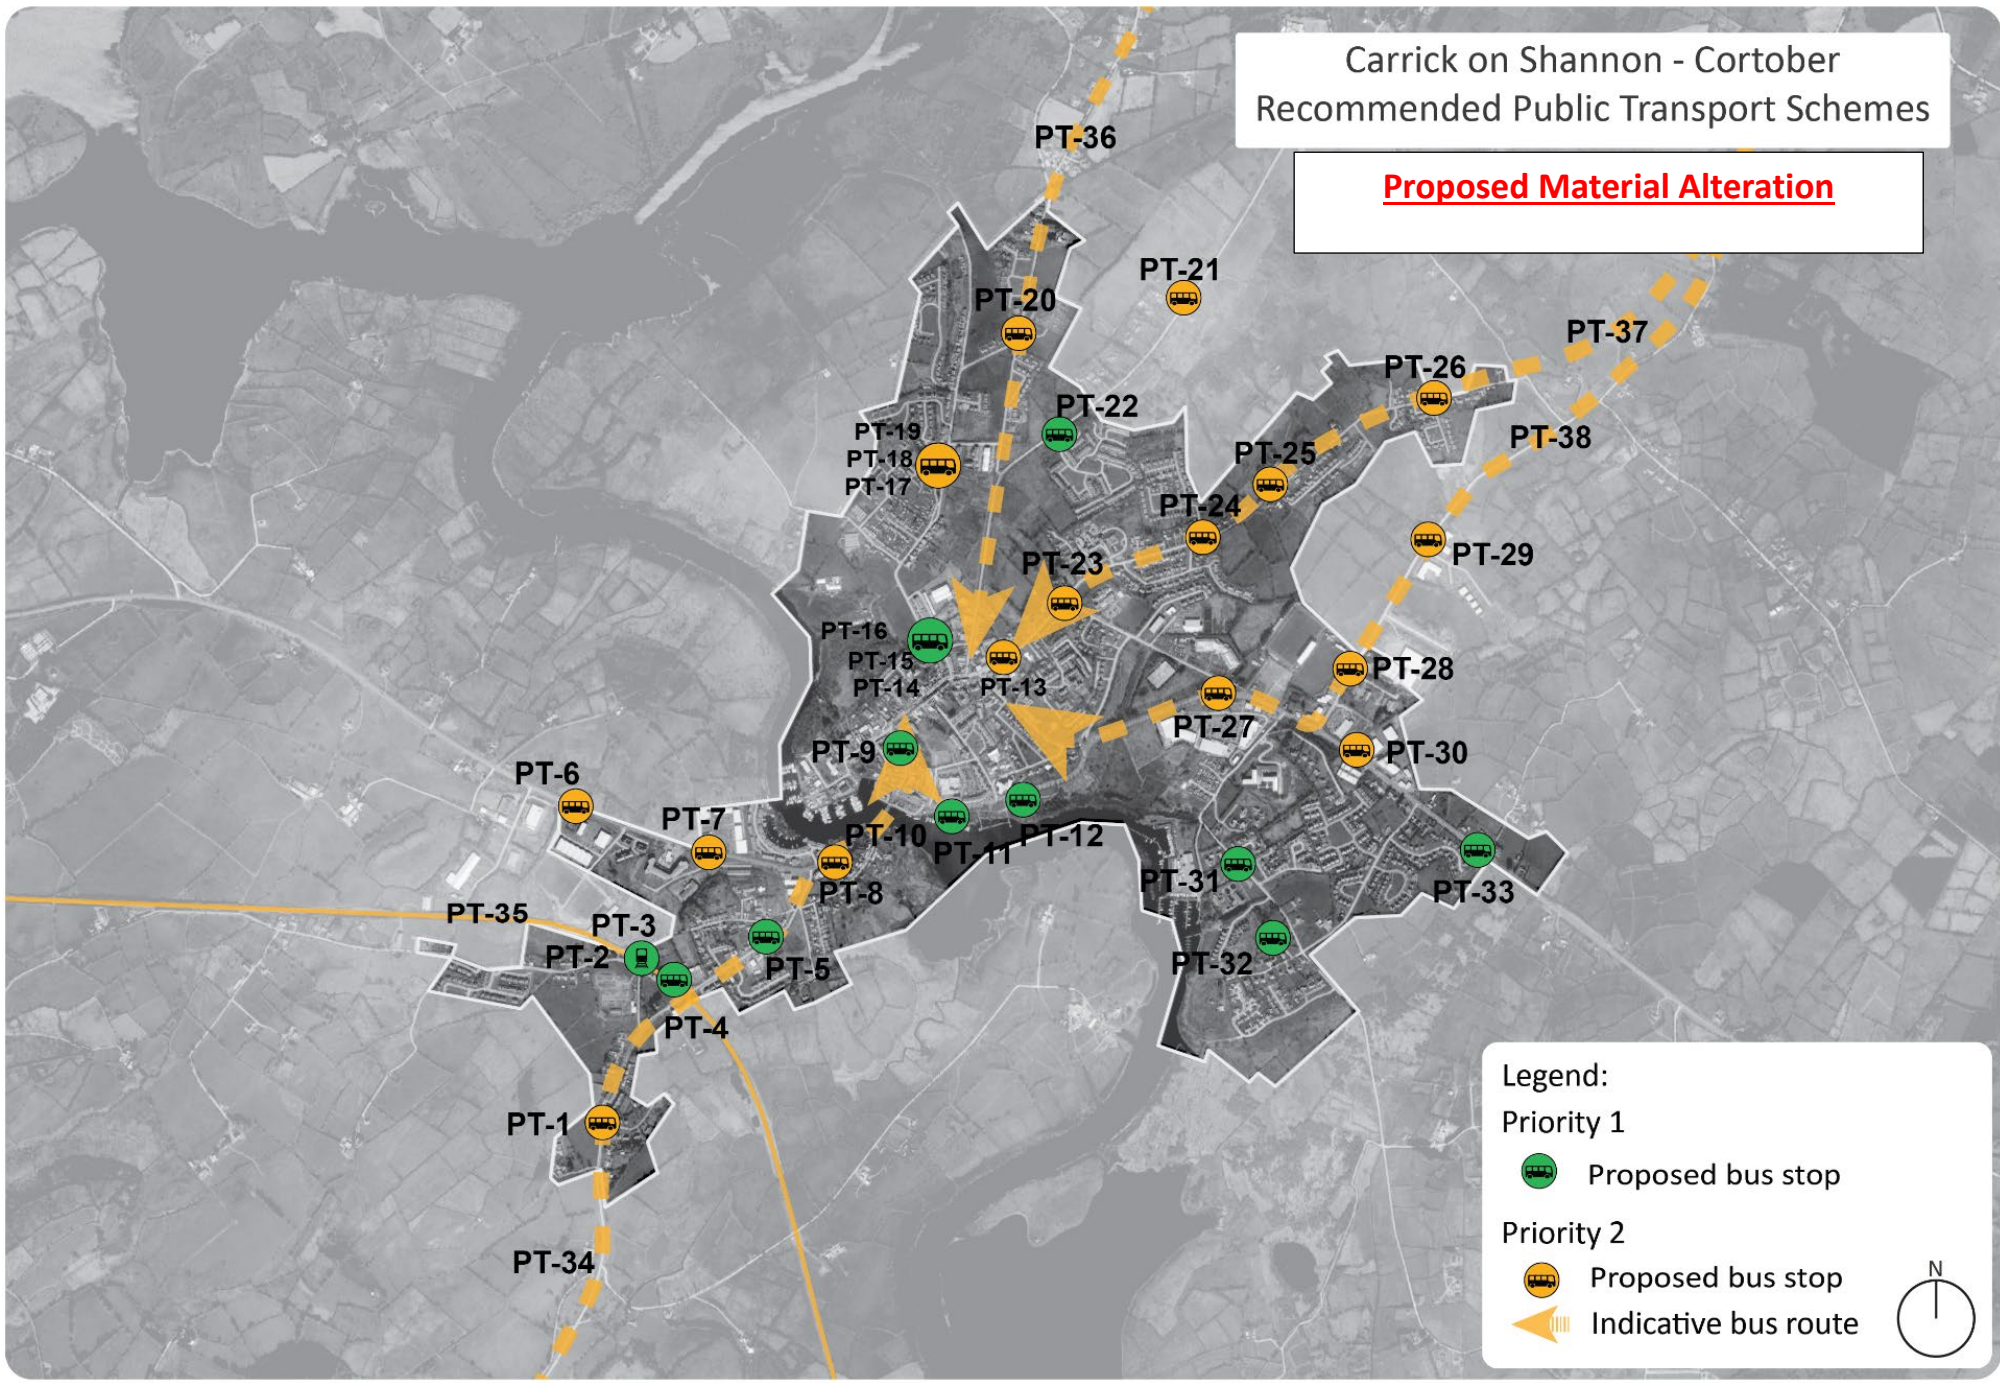 Carrick on Shannon - Cortober
Recommended Public Transport Schemes
Proposed Material Alteration
PT-36
PT-21
PT-20
PT-37
PT-26
PT-22
PT-19
PT-18
PT-17
PT-38
PT-25
PT-24
PT-29
PT-23
PT-16
PT-15
PT-14
PT-13
PT-28
PT-27
PT-9
PT-30
PT-6
PT-7
PT-10
PT-11
PT-12
PT-8
PT-31
PT-33
PT-35
PT-3
PT-2
PT-5
PT-32
PT-4
PT-1
PT-34
Legend:
Priority 1
Proposed bus stop
Priority 2
Proposed bus stop
Indicative bus route
N